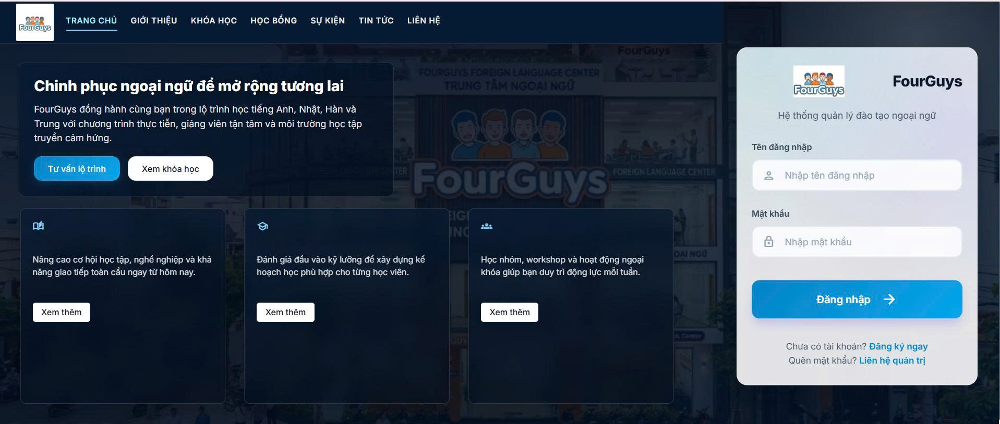 FourGuys
TRANG CHỦ GIỚI THIỆU KHÓA HỌC HỌC BỔNG SỰ KIỆN TIN TỨC LIÊN HỆ
Chinh phục ngoại ngữ để mở rộng tương lai
FourGuys đồng hành cùng bạn trong lộ trình học tiếng Anh, Nhật, Hàn và
Trung với chương trình thực tiễn, giảng viên tận tâm và môi trường học tập
truyền cảm hứng.
Tư vấn lộ trình
Xem khóa học
FourGuys
FOURGUYS FOREIGN LANGUAGE CENTER
TRUNG TÂM NGOẠI NGỮ
FourGuys
FOREIGN LANGUAGE CENTER
Nâng cao cơ hội học tập, nghề nghiệp và khả
năng giao tiếp toàn cầu ngay từ hôm nay.
Xem thêm
Đánh giá đầu vào kỹ lưỡng để xây dựng kế
hoạch học phù hợp cho từng học viên.
Xem thêm
Học nhóm, workshop và hoạt động ngoại
khóa giúp bạn duy trì động lực mỗi tuần.
Xem thêm
FourGuys
FourGuys
Hệ thống quản lý đào tạo ngoại ngữ
Tên đăng nhập
Nhập tên đăng nhập
Mật khẩu
Nhập mật khẩu
Đăng nhập
Chưa có tài khoản? Đăng ký ngay
Quên mật khẩu? Liên hệ quản trị